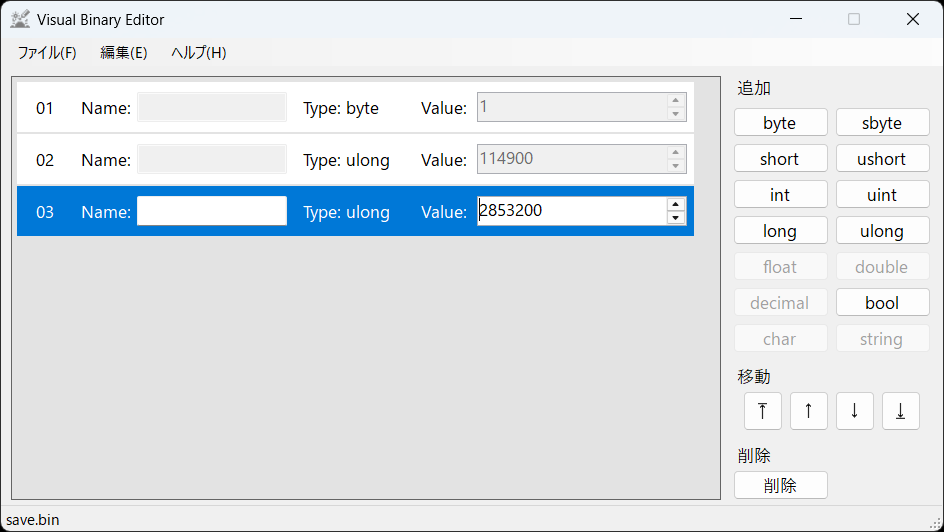 Visual Binary Editor
ファイル(F) 編集(E) ヘルプ(H)
01 Name: Type: byte Value: 1
02 Name: Type: ulong Value: 114900
03 Name: Type: ulong Value: 2853200
追加
byte sbyte
short ushort
int uint
long ulong
float double
decimal bool
char string
移動
⤒ ↑ ↓ ⤓
削除
削除
save.bin